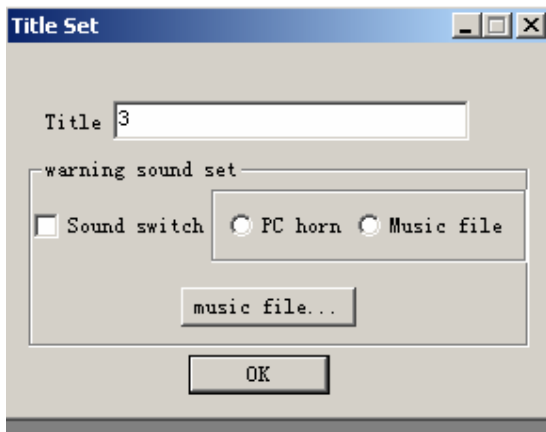 Title Set
Title 3
warning sound set
Sound switch PC horn Music file
music file...
OK